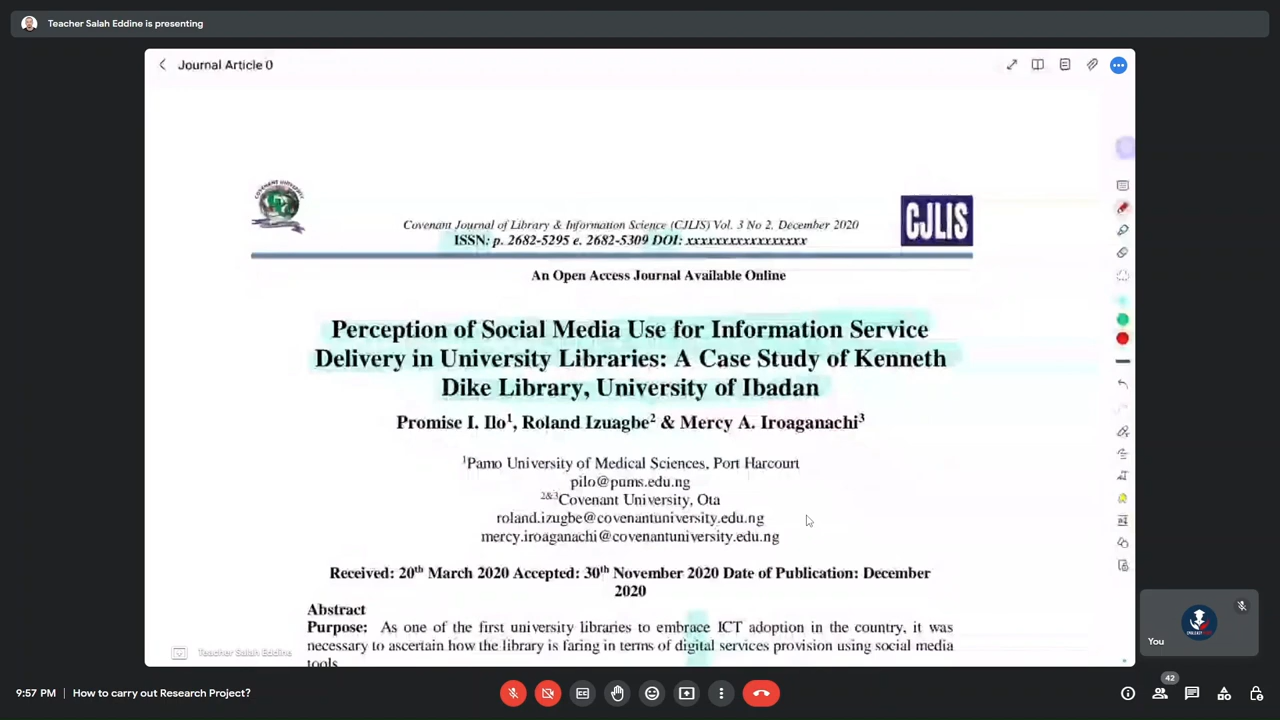 Teacher Salah Eddine is presenting
Journal Article 0
Covenant Journal of Library & Information Science (CJLIS) Vol. 3 No 2, December 2020
ISSN: p. 2682-5295 e. 2682-5309 DOI: xxxxxxxxxxxxxxxxx
CJLIS
An Open Access Journal Available Online
Perception of Social Media Use for Information Service
Delivery in University Libraries: A Case Study of Kenneth
Dike Library, University of Ibadan
Promise I. Ilo¹, Roland Izuagbe² & Mercy A. Iroaganachi³
¹Pamo University of Medical Sciences, Port Harcourt
pilo@pums.edu.ng
²&³Covenant University, Ota
roland.izugbe@covenantuniversity.edu.ng
mercy.iroaganachi@covenantuniversity.edu.ng
Received: 20th March 2020 Accepted: 30th November 2020 Date of Publication: December
2020
Abstract
Purpose: As one of the first university libraries to embrace ICT adoption in the country, it was
necessary to ascertain how the library is faring in terms of digital services provision using social media
tools.
Teacher Salah Eddine
You
9:57 PM | How to carry out Research Project?
42